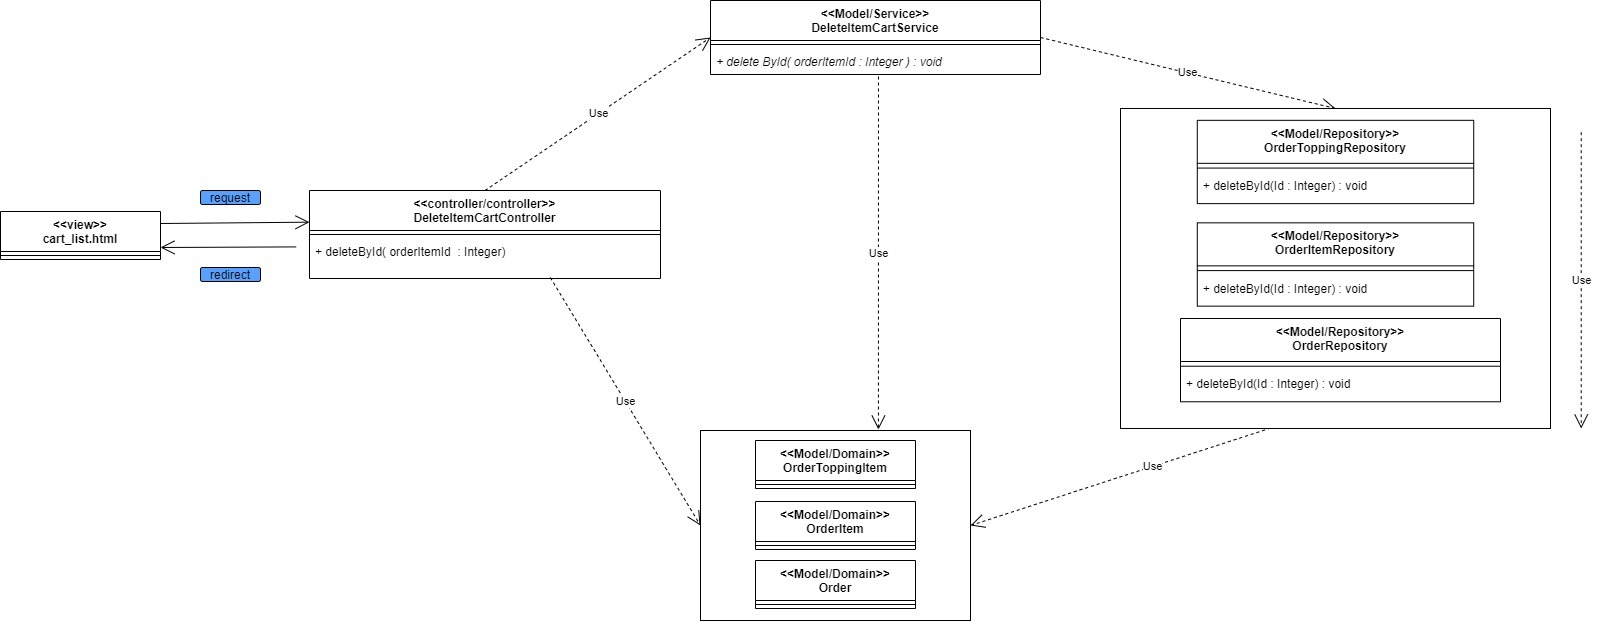 <<Model/Service>>
DeleteItemCartService
+ delete ById( orderItemId : Integer ) : void
Use
Use
<<Model/Repository>>
OrderToppingRepository
+ deleteById(Id : Integer) : void
<<Model/Repository>>
OrderItemRepository
+ deleteById(Id : Integer) : void
<<Model/Repository>>
OrderRepository
+ deleteById(Id : Integer) : void
Use
request
<<view>>
cart_list.html
redirect
<<controller/controller>>
DeleteItemCartController
+ deleteById( orderItemId  : Integer)
Use
Use
Use
<<Model/Domain>>
OrderToppingItem
<<Model/Domain>>
OrderItem
<<Model/Domain>>
Order